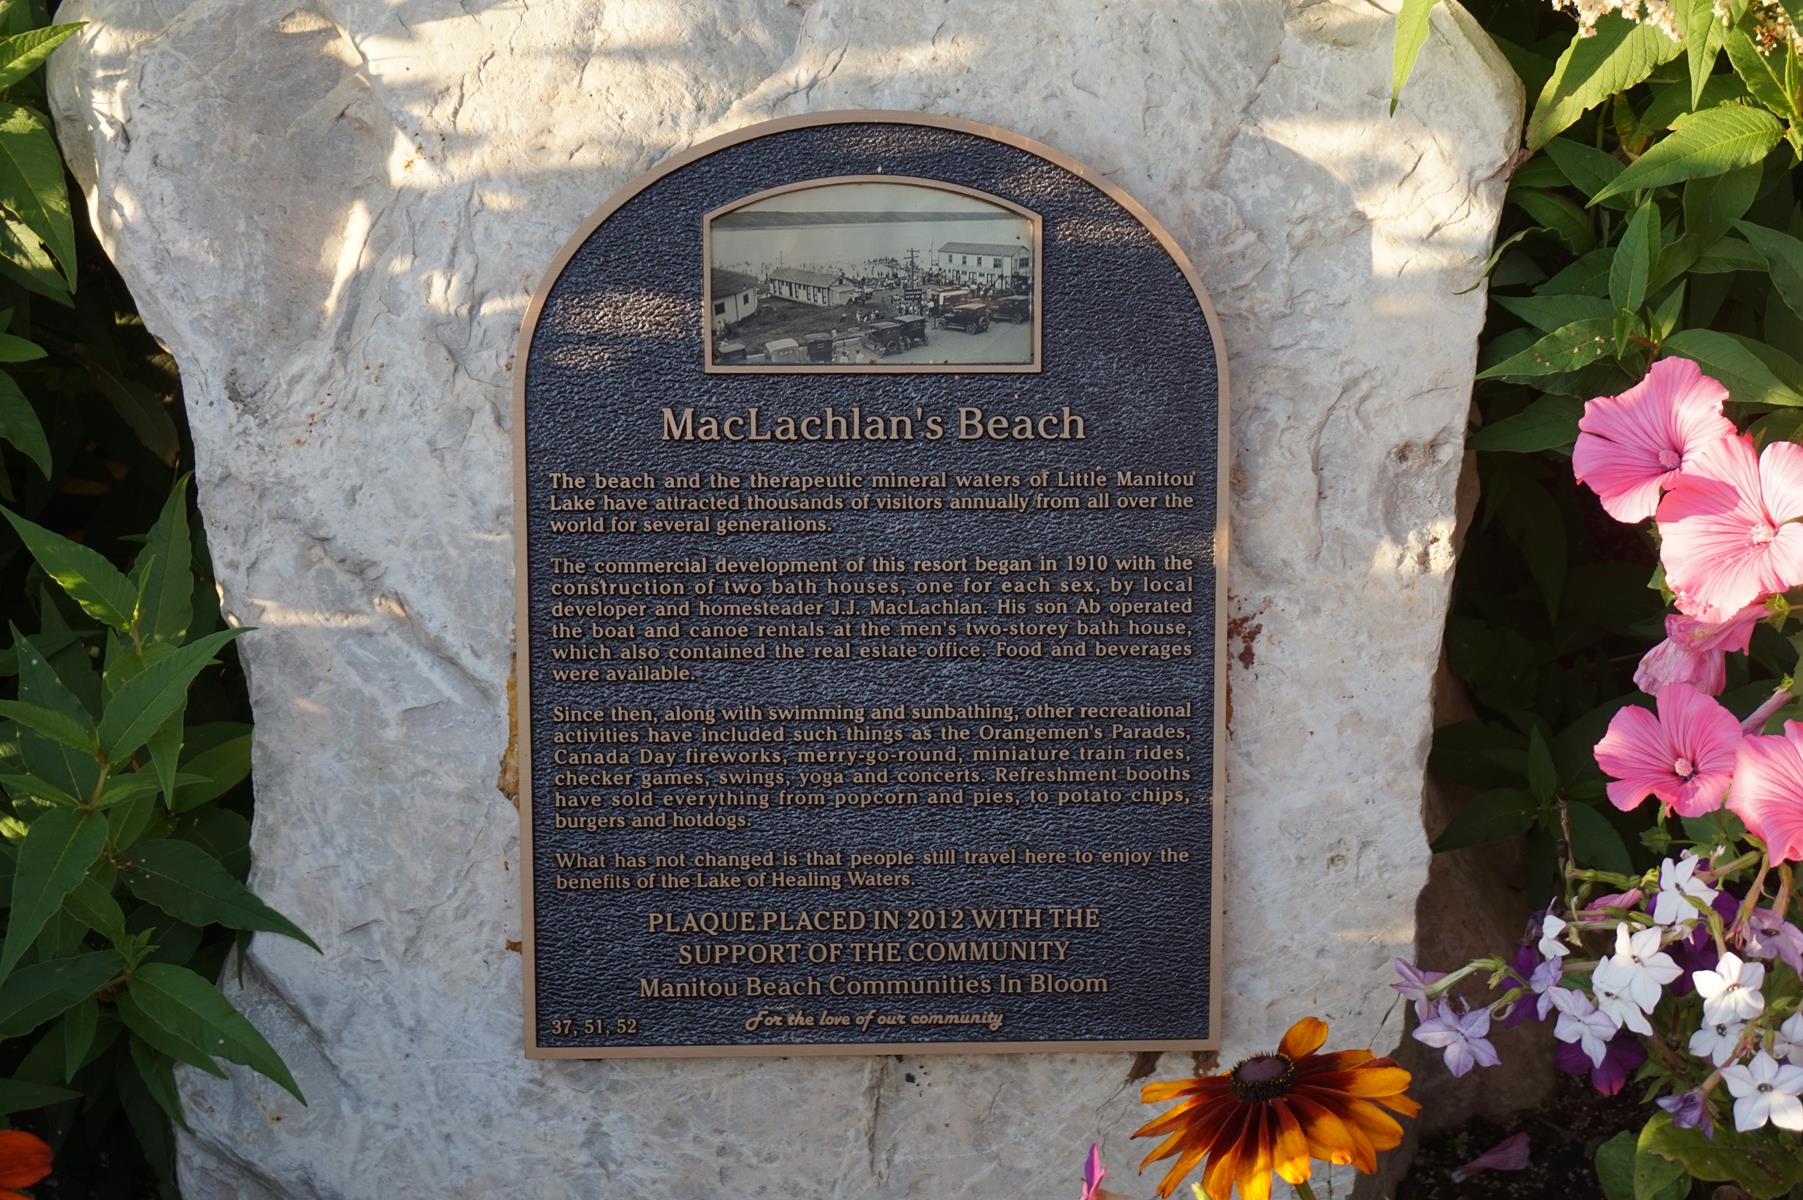 MacLachlan's Beach
The beach and the therapeutic mineral waters of Little Manitou
Lake have attracted thousands of visitors annually from all over the
world for several generations.
The commercial development of this resort began in 1910 with the
construction of two bath houses, one for each sex, by local
developer and homesteader J.J. MacLachlan. His son Ab operated
the boat and canoe rentals at the men's two-storey bath house,
which also contained the real estate office. Food and beverages
were available.
Since then, along with swimming and sunbathing, other recreational
activities have included such things as the Orangemen's Parades,
Canada Day fireworks, merry-go-round, miniature train rides,
checker games, swings, yoga and concerts. Refreshment booths
have sold everything from popcorn and pies, to potato chips,
burgers and hotdogs.
What has not changed is that people still travel here to enjoy the
benefits of the Lake of Healing Waters.
PLAQUE PLACED IN 2012 WITH THE
SUPPORT OF THE COMMUNITY
Manitou Beach Communities In Bloom
For the love of our community
37, 51, 52